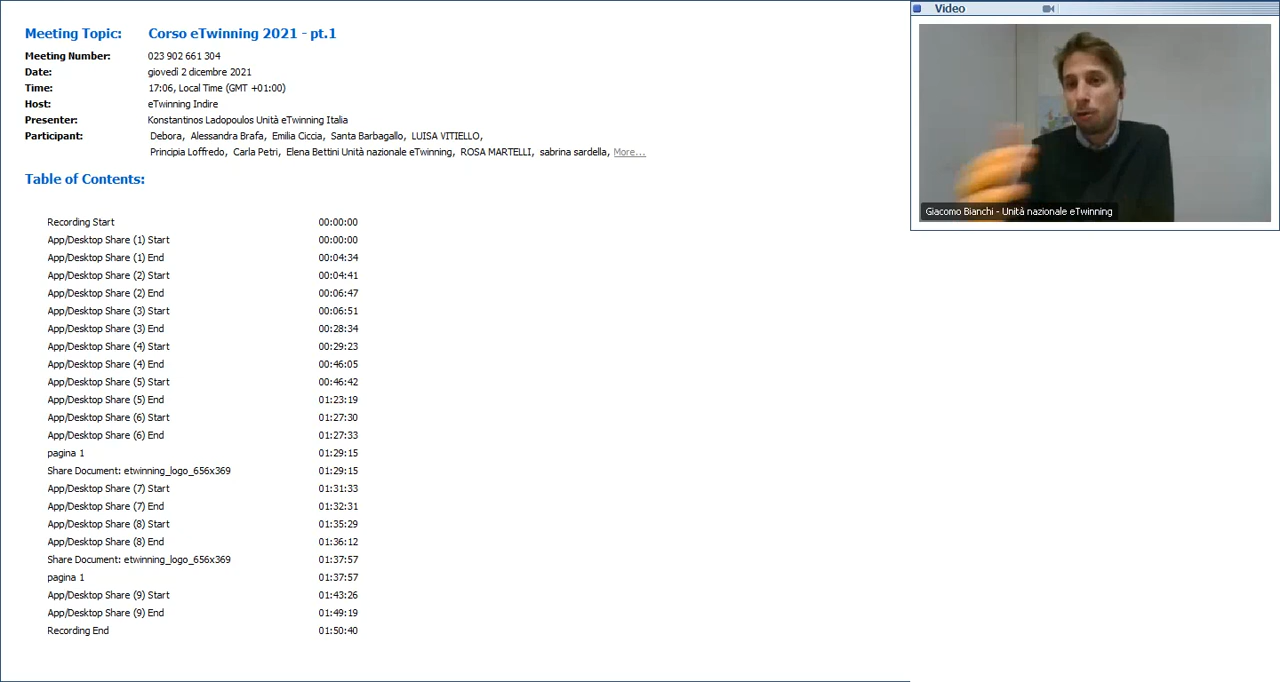 Meeting Topic: Corso eTwinning 2021 - pt.1
Meeting Number: 023 902 661 304
Date: giovedì 2 dicembre 2021
Time: 17:06, Local Time (GMT +01:00)
Host: eTwinning Indire
Presenter: Konstantinos Ladopoulos Unità eTwinning Italia
Participant: Debora, Alessandra Brafa, Emilia Ciccia, Santa Barbagallo, LUISA VITIELLO,
Principia Loffredo, Carla Petri, Elena Bettini Unità nazionale eTwinning, ROSA MARTELLI, sabrina sardella, More...
Table of Contents:
Recording Start 00:00:00
App/Desktop Share (1) Start 00:00:00
App/Desktop Share (1) End 00:04:34
App/Desktop Share (2) Start 00:04:41
App/Desktop Share (2) End 00:06:47
App/Desktop Share (3) Start 00:06:51
App/Desktop Share (3) End 00:28:34
App/Desktop Share (4) Start 00:29:23
App/Desktop Share (4) End 00:46:05
App/Desktop Share (5) Start 00:46:42
App/Desktop Share (5) End 01:23:19
App/Desktop Share (6) Start 01:27:30
App/Desktop Share (6) End 01:27:33
pagina 1 01:29:15
Share Document: etwinning_logo_656x369 01:29:15
App/Desktop Share (7) Start 01:31:33
App/Desktop Share (7) End 01:32:31
App/Desktop Share (8) Start 01:35:29
App/Desktop Share (8) End 01:36:12
Share Document: etwinning_logo_656x369 01:37:57
pagina 1 01:37:57
App/Desktop Share (9) Start 01:43:26
App/Desktop Share (9) End 01:49:19
Recording End 01:50:40
Video
Giacomo Bianchi - Unità nazionale eTwinning